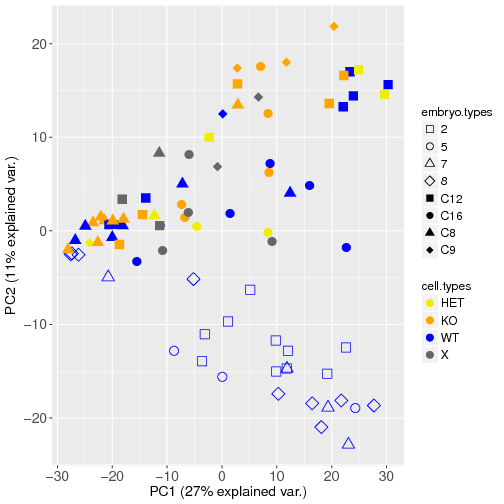 20
10
0
−10
−20
−30
−20
−10
0
10
20
30
PC1 (27% explained var.)
PC2 (11% explained var.)
embryo.types
2
5
7
8
C12
C16
C8
C9
cell.types
HET
KO
WT
X